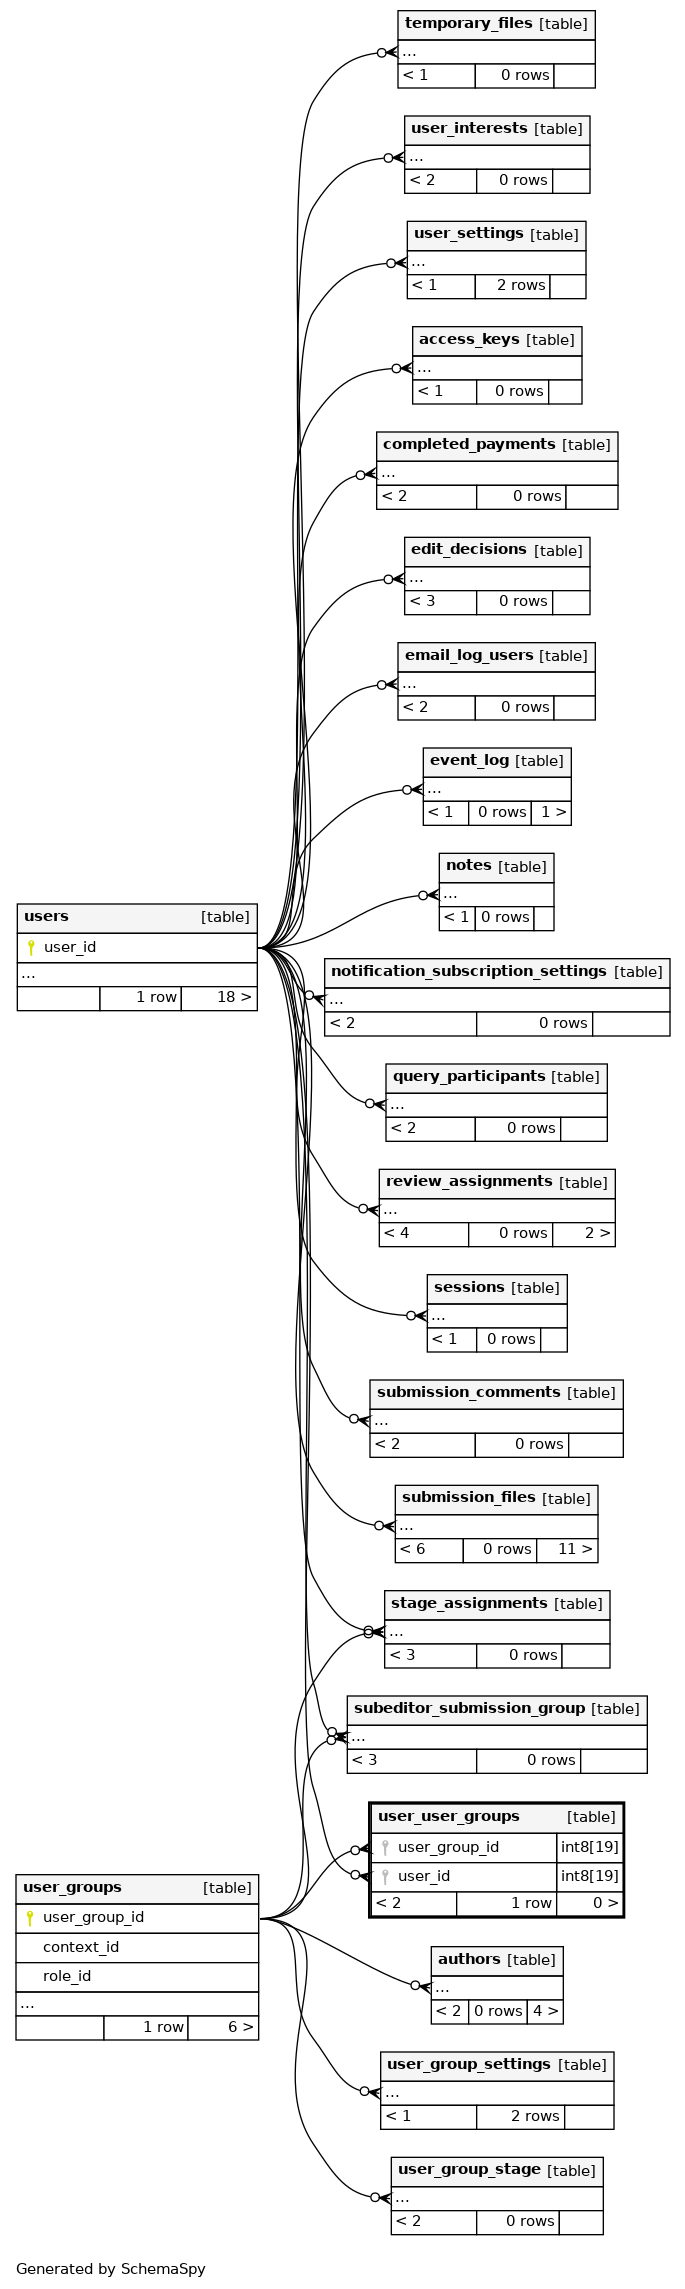 temporary_files [table]
...
< 1 0 rows
user_interests [table]
...
< 2 0 rows
user_settings [table]
...
< 1 2 rows
access_keys [table]
...
< 1 0 rows
completed_payments [table]
...
< 2 0 rows
edit_decisions [table]
...
< 3 0 rows
email_log_users [table]
...
< 2 0 rows
event_log [table]
...
< 1 0 rows 1 >
notes [table]
...
< 1 0 rows
users [table]
user_id
...
1 row 18 >
notification_subscription_settings [table]
...
< 2 0 rows
query_participants [table]
...
< 2 0 rows
review_assignments [table]
...
< 4 0 rows 2 >
sessions [table]
...
< 1 0 rows
submission_comments [table]
...
< 2 0 rows
submission_files [table]
...
< 6 0 rows 11 >
stage_assignments [table]
...
< 3 0 rows
subeditor_submission_group [table]
...
< 3 0 rows
user_user_groups [table]
user_group_id int8[19]
user_id int8[19]
< 2 1 row 0 >
user_groups [table]
user_group_id
context_id
role_id
...
1 row 6 >
authors [table]
...
< 2 0 rows 4 >
user_group_settings [table]
...
< 1 2 rows
user_group_stage [table]
...
< 2 0 rows
Generated by SchemaSpy